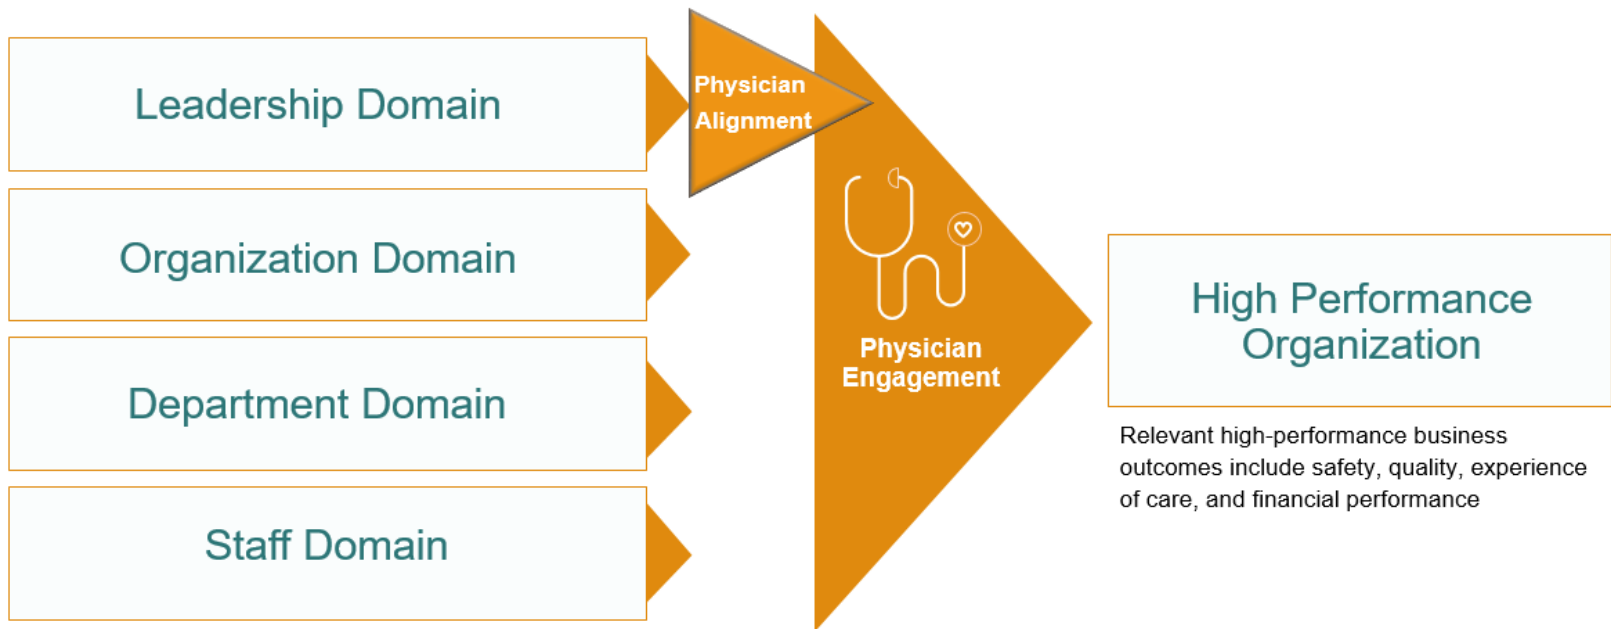 Leadership Domain
Physician
Alignment
Organization Domain
Department Domain
Staff Domain
Physician
Engagement
High Performance
Organization
Relevant high-performance business
outcomes include safety, quality, experience
of care, and financial performance